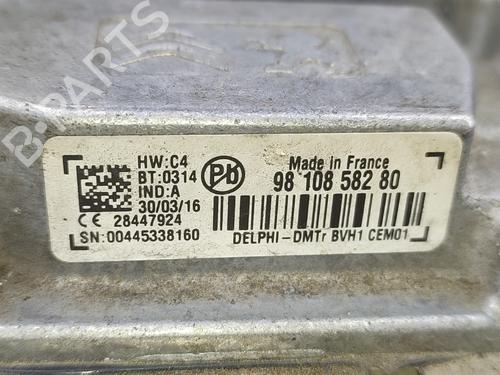 B-PARTS
HW:C4
BT:0314
IND:A
30/03/16
CE 28447924
SN:00445338160
Pb
Made in France
98 108 582 80
DELPHI-DMTr BVH1 CEM01